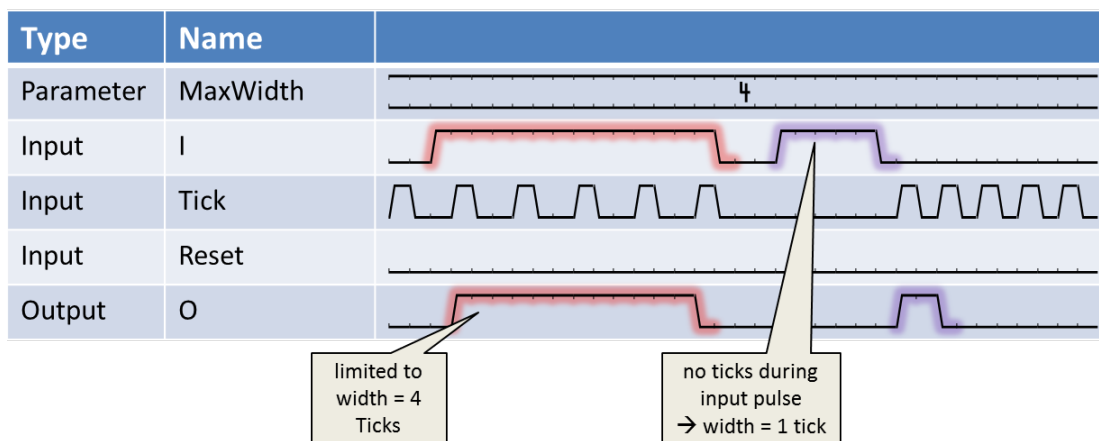 Type Name
Parameter MaxWidth 4
Input I
Input Tick
Input Reset
Output O
limited to
width = 4
Ticks
no ticks during
input pulse
→ width = 1 tick